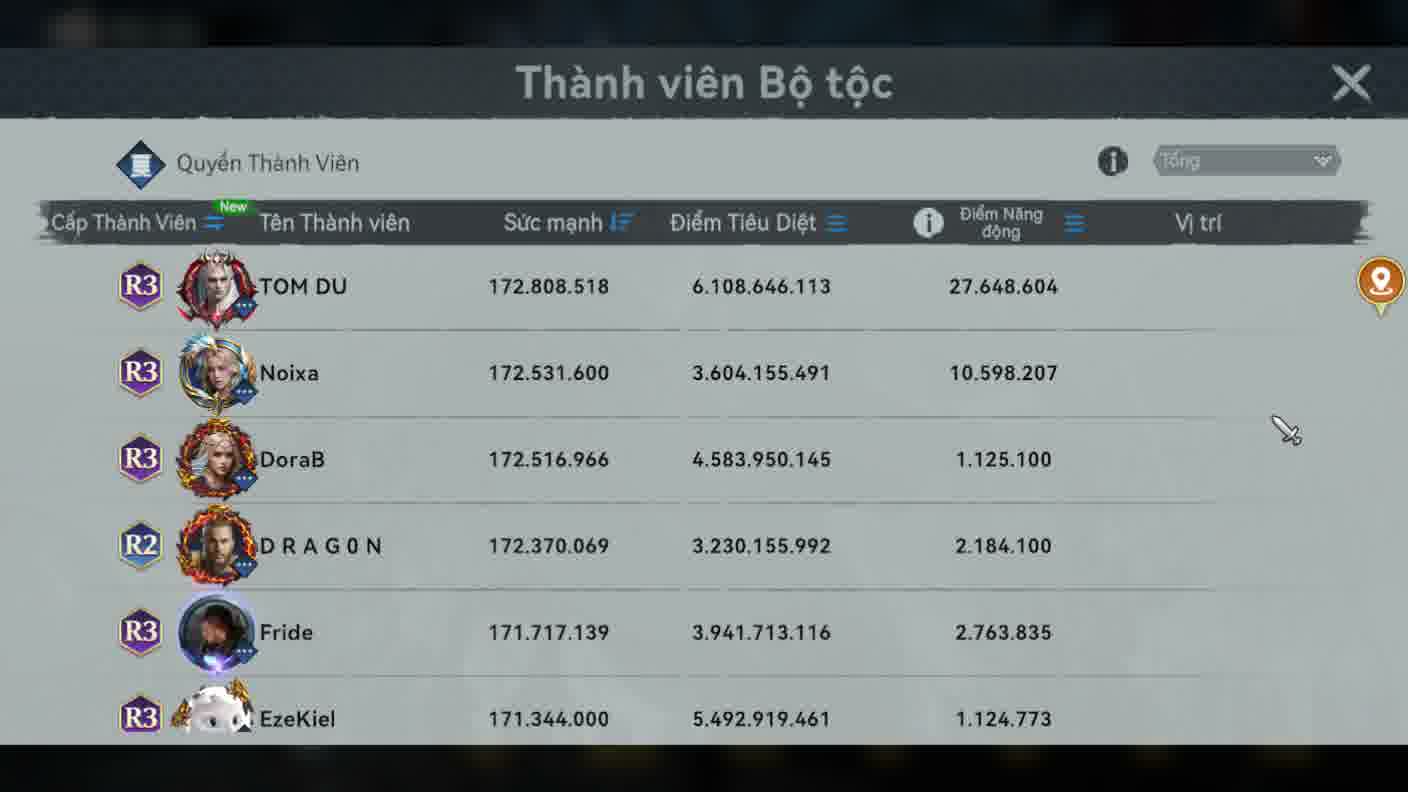 Thành viên Bộ tộc
Quyển Thành Viên
Tổng
Cấp Thành Viên New Tên Thành viên Sức mạnh Điểm Tiêu Diệt Điểm Năng động Vị trí
R3 TOM DU 172.808.518 6.108.646.113 27.648.604
R3 Noixa 172.531.600 3.604.155.491 10.598.207
R3 DoraB 172.516.966 4.583.950.145 1.125.100
R2 D R A G 0 N 172.370.069 3.230.155.992 2.184.100
R3 Fride 171.717.139 3.941.713.116 2.763.835
R3 EzeKiel 171.344.000 5.492.919.461 1.124.773